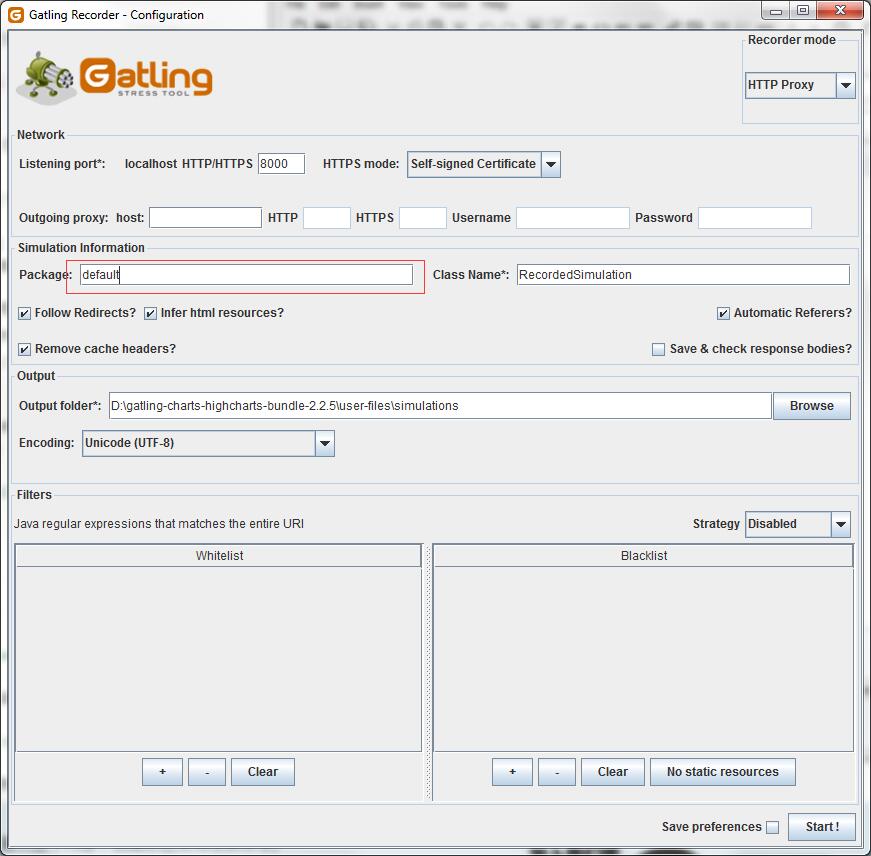 Gatling Recorder - Configuration
Recorder mode
Gatling
STRESS TOOL
HTTP Proxy
Network
Listening port*: localhost HTTP/HTTPS 8000 HTTPS mode: Self-signed Certificate
Outgoing proxy: host: HTTP HTTPS Username Password
Simulation Information
Package: default Class Name*: RecordedSimulation
Follow Redirects? Infer html resources? Automatic Referers?
Remove cache headers? Save & check response bodies?
Output
Output folder*: D:\gatling-charts-highcharts-bundle-2.2.5\user-files\simulations Browse
Encoding: Unicode (UTF-8)
Filters
Java regular expressions that matches the entire URI Strategy Disabled
Whitelist Blacklist
+ - Clear + - Clear No static resources
Save preferences Start !